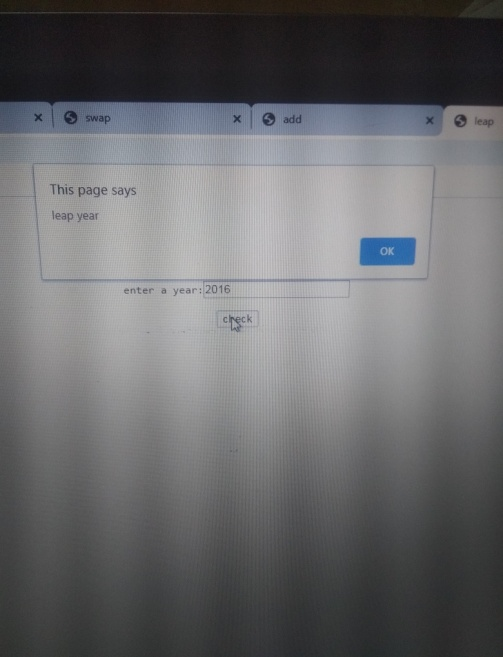 swap
add
leap
This page says
leap year
OK
enter a year:2016
check